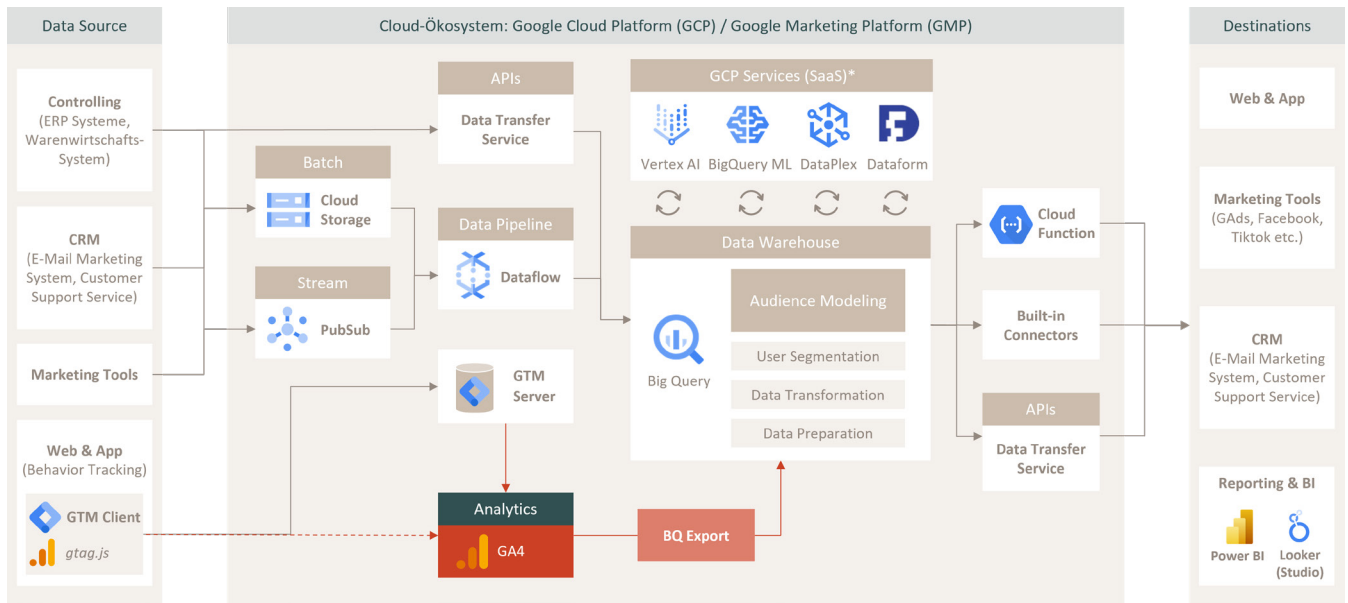 Data Source
Cloud-Ökosystem: Google Cloud Platform (GCP) / Google Marketing Platform (GMP)
Destinations
Controlling
(ERP Systeme,
Warenwirtschafts-
System)
CRM
(E-Mail Marketing
System, Customer
Support Service)
Marketing Tools
Web & App
(Behavior Tracking)
GTM Client
gtag.js
Batch
Cloud
Storage
Stream
PubSub
APIs
Data Transfer
Service
Data Pipeline
Dataflow
GTM
Server
Analytics
GA4
BQ Export
GCP Services (SaaS)*
Vertex AI
BigQuery ML
DataPlex
Dataform
Data Warehouse
Big Query
Audience Modeling
User Segmentation
Data Transformation
Data Preparation
Cloud
Function
Built-in
Connectors
APIs
Data Transfer
Service
Web & App
Marketing Tools
(GAds, Facebook,
Tiktok etc.)
CRM
(E-Mail Marketing
System, Customer
Support Service)
Reporting & BI
Power BI
Looker
(Studio)